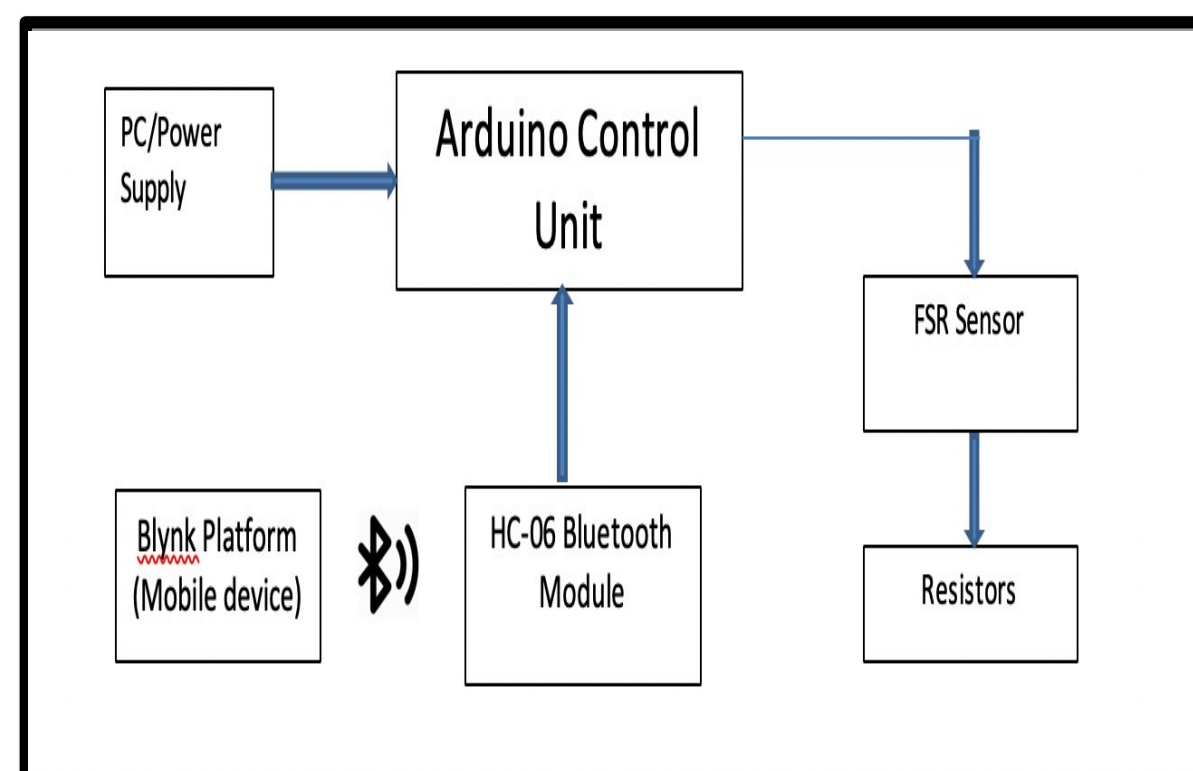 PC/Power
Supply
Arduino Control
Unit
FSR Sensor
Blynk Platform
(Mobile device)
HC-06 Bluetooth
Module
Resistors